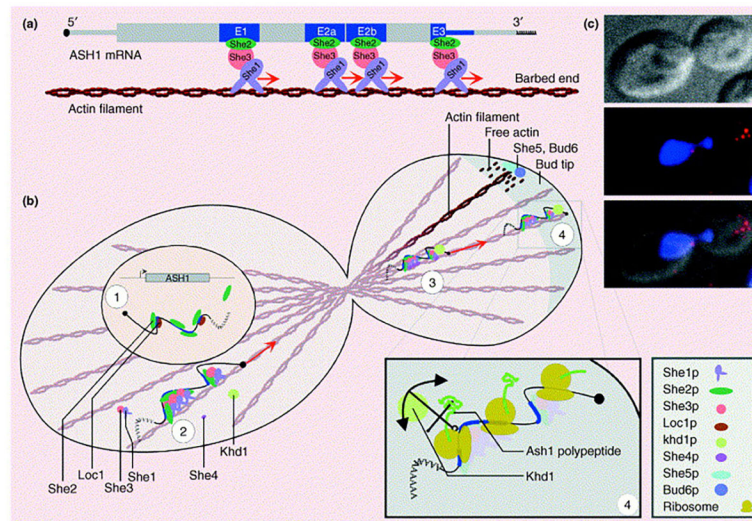 (a)
5′
E1
E2a
E2b
E3
3′
ASH1 mRNA
She2
She2
She2
She2
She3
She3
She3
She3
She1
She1
She1
She1
Barbed end
Actin filament
(c)
Actin filament
Free actin
She5, Bud6
Bud tip
(b)
ASH1
1
4
3
2
Khd1
She4
She1
She3
Loc1
She2
Ash1 polypeptide
Khd1
4
She1p
She2p
She3p
Loc1p
khd1p
She4p
She5p
Bud6p
Ribosome